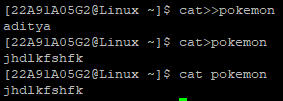 [22A91A05G2@Linux ~]$ cat>>pokemon
aditya
[22A91A05G2@Linux ~]$ cat>pokemon
jhdlkfshfk
[22A91A05G2@Linux ~]$ cat pokemon
jhdlkfshfk